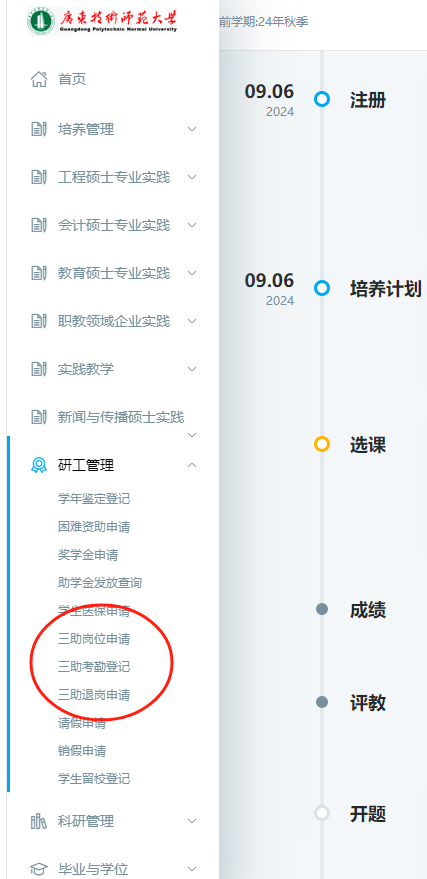 廣東技術師范大学
Guangdong Polytechnic Normal University
首页
培养管理
工程硕士专业实践
会计硕士专业实践
教育硕士专业实践
职教领域企业实践
实践教学
新闻与传播硕士实践
研工管理
学年鉴定登记
困难资助申请
奖学金申请
助学金发放查询
学生医保申请
三助岗位申请
三助考勤登记
三助退岗申请
请假申请
销假申请
学生留校登记
科研管理
毕业与学位
前学期:24年秋季
09.06
2024
注册
09.06
2024
培养计划
选课
成绩
评教
开题